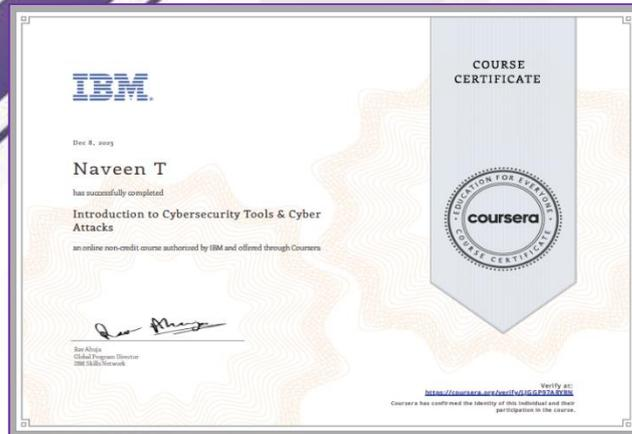 IBM
COURSE
CERTIFICATE
Dec 8, 2023
Naveen T
has successfully completed
Introduction to Cybersecurity Tools & Cyber
Attacks
an online non-credit course authorized by IBM and offered through Coursera
EDUCATION FOR EVERYONE
coursera
COURSE CERTIFICATE
Rav Ahuja
Global Program Director
IBM Skills Network
Verify at:
Coursera has confirmed the identity of this individual and their
participation in the course.